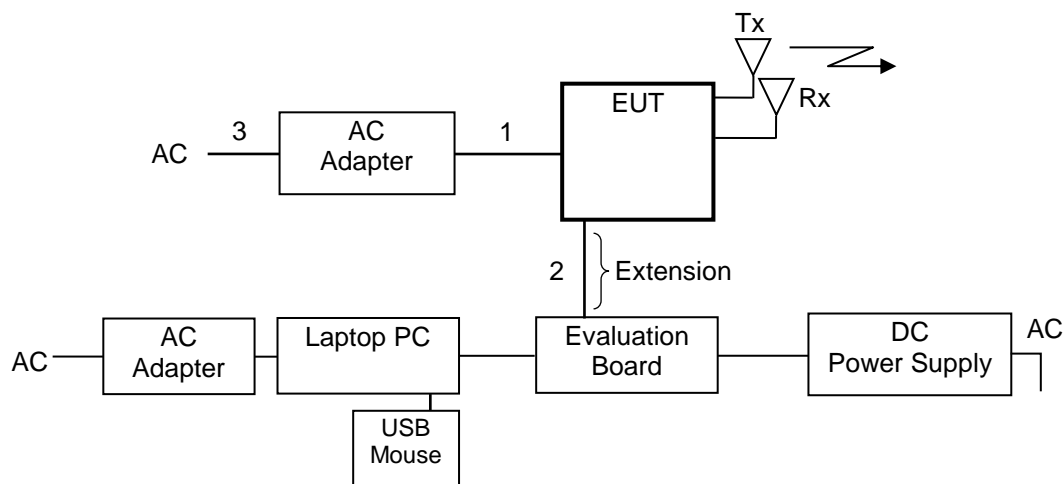 Tx
EUT
Rx
3
1
AC
AC
Adapter
2
Extension
AC
AC
Adapter
Laptop PC
Evaluation
Board
DC
Power Supply
AC
USB
Mouse